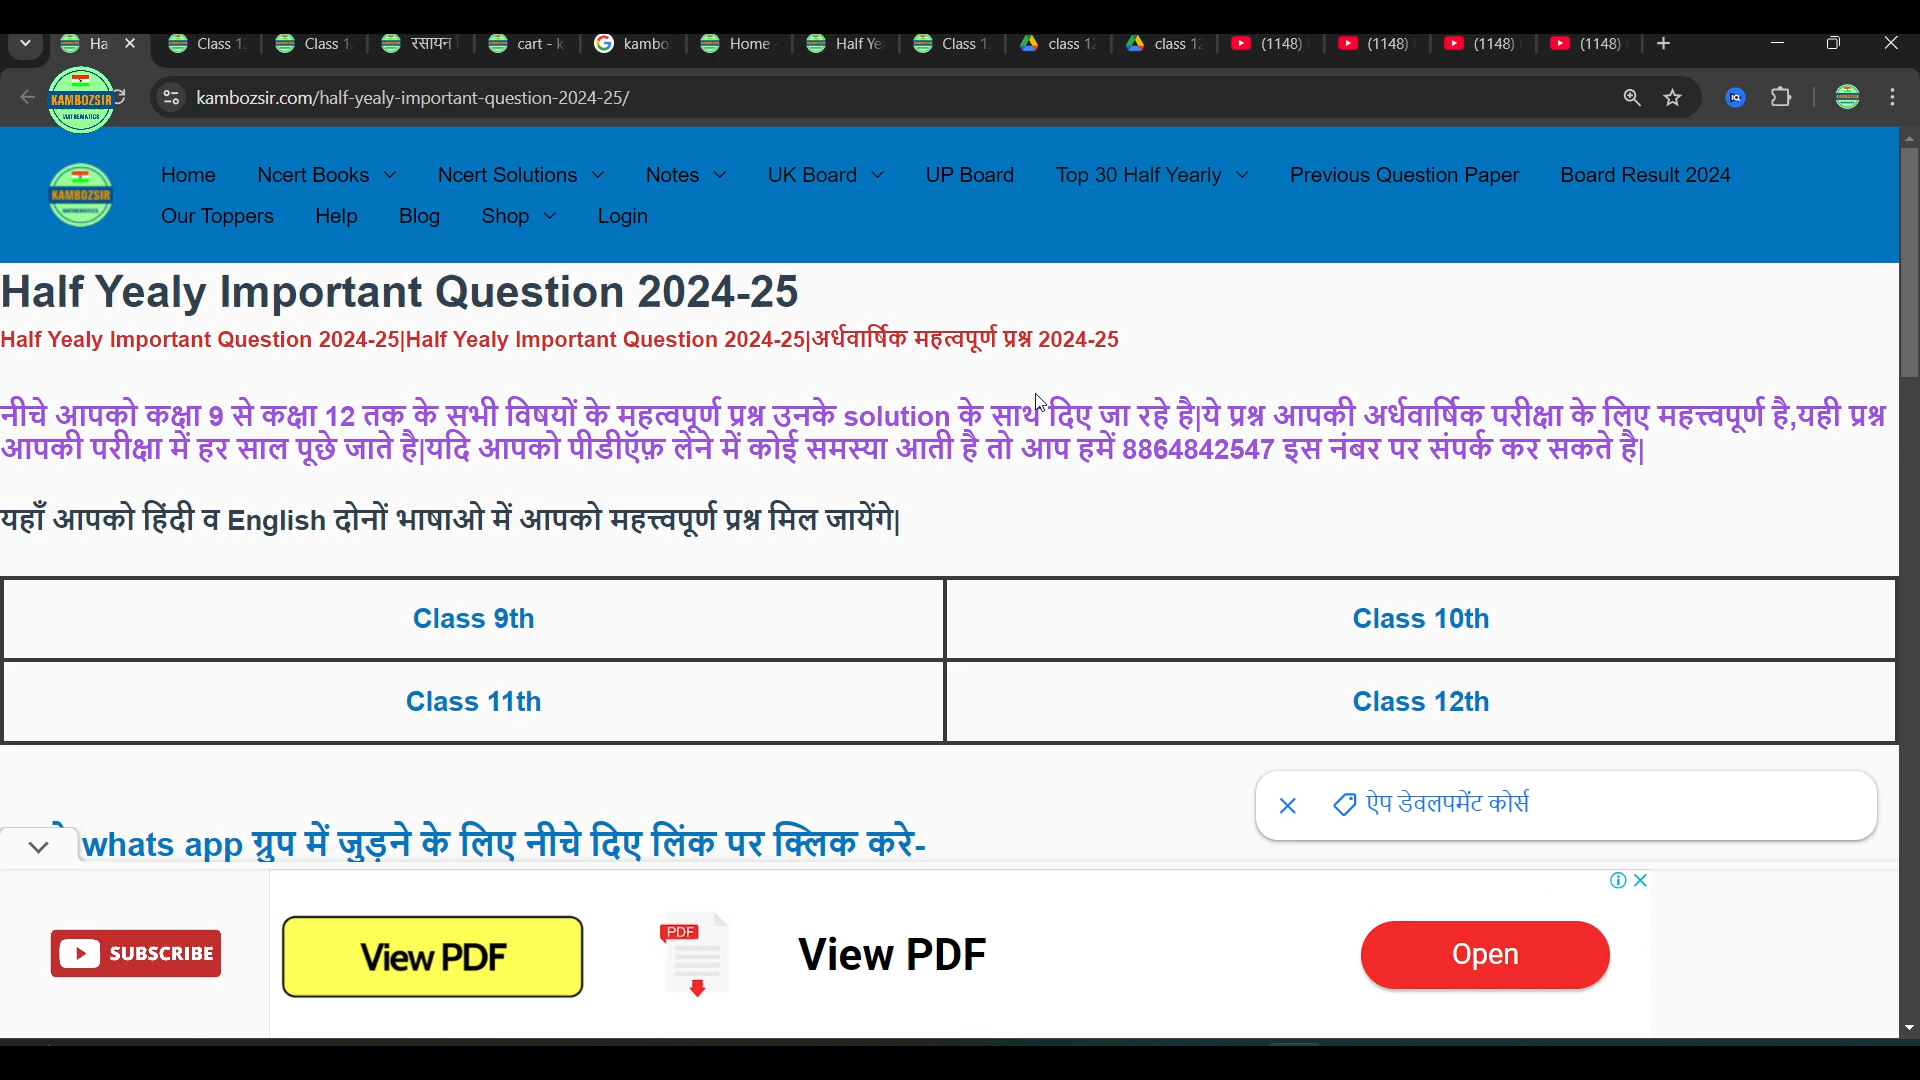 Ha Class 1 Class 1 रसायन cart - k kambo Home Half Ye Class 1 class 12 class 12 (1148) (1148) (1148) (1148)
kambozsir.com/half-yealy-important-question-2024-25/
KAMBOZSIR
MATHEMATICS
Home Ncert Books Ncert Solutions Notes UK Board UP Board Top 30 Half Yearly Previous Question Paper Board Result 2024
KAMBOZSIR
MATHEMATICS
Our Toppers Help Blog Shop Login
Half Yealy Important Question 2024-25
Half Yealy Important Question 2024-25|Half Yealy Important Question 2024-25|अर्धवार्षिक महत्वपूर्ण प्रश्न 2024-25
नीचे आपको कक्षा 9 से कक्षा 12 तक के सभी विषयों के महत्वपूर्ण प्रश्न उनके solution के साथ दिए जा रहे है|ये प्रश्न आपकी अर्धवार्षिक परीक्षा के लिए महत्त्वपूर्ण है,यही प्रश्न
आपकी परीक्षा में हर साल पूछे जाते है|यदि आपको पीडीऍफ़ लेने में कोई समस्या आती है तो आप हमें 8864842547 इस नंबर पर संपर्क कर सकते है|
यहाँ आपको हिंदी व English दोनों भाषाओ में आपको महत्त्वपूर्ण प्रश्न मिल जायेंगे|
Class 9th Class 10th
Class 11th Class 12th
ऐप डेवलपमेंट कोर्स
whats app ग्रुप में जुड़ने के लिए नीचे दिए लिंक पर क्लिक करे-
SUBSCRIBE View PDF PDF View PDF Open